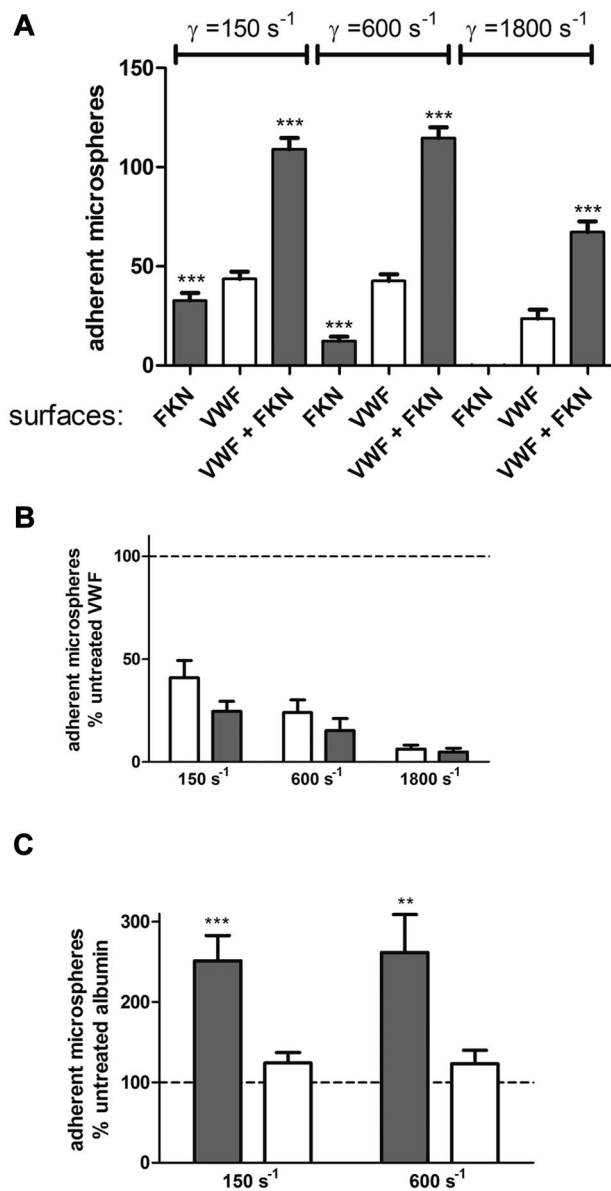 A
γ =150 s-1 γ =600 s-1 γ =1800 s-1
adherent microspheres
150
100
50
0
*** *** *** *** ***
surfaces: FKN VWF VWF + FKN FKN VWF VWF + FKN FKN VWF VWF + FKN
B
adherent microspheres
% untreated VWF
100
50
0
150 s-1 600 s-1 1800 s-1
C
adherent microspheres
% untreated albumin
300
200
100
0
*** **
150 s-1 600 s-1